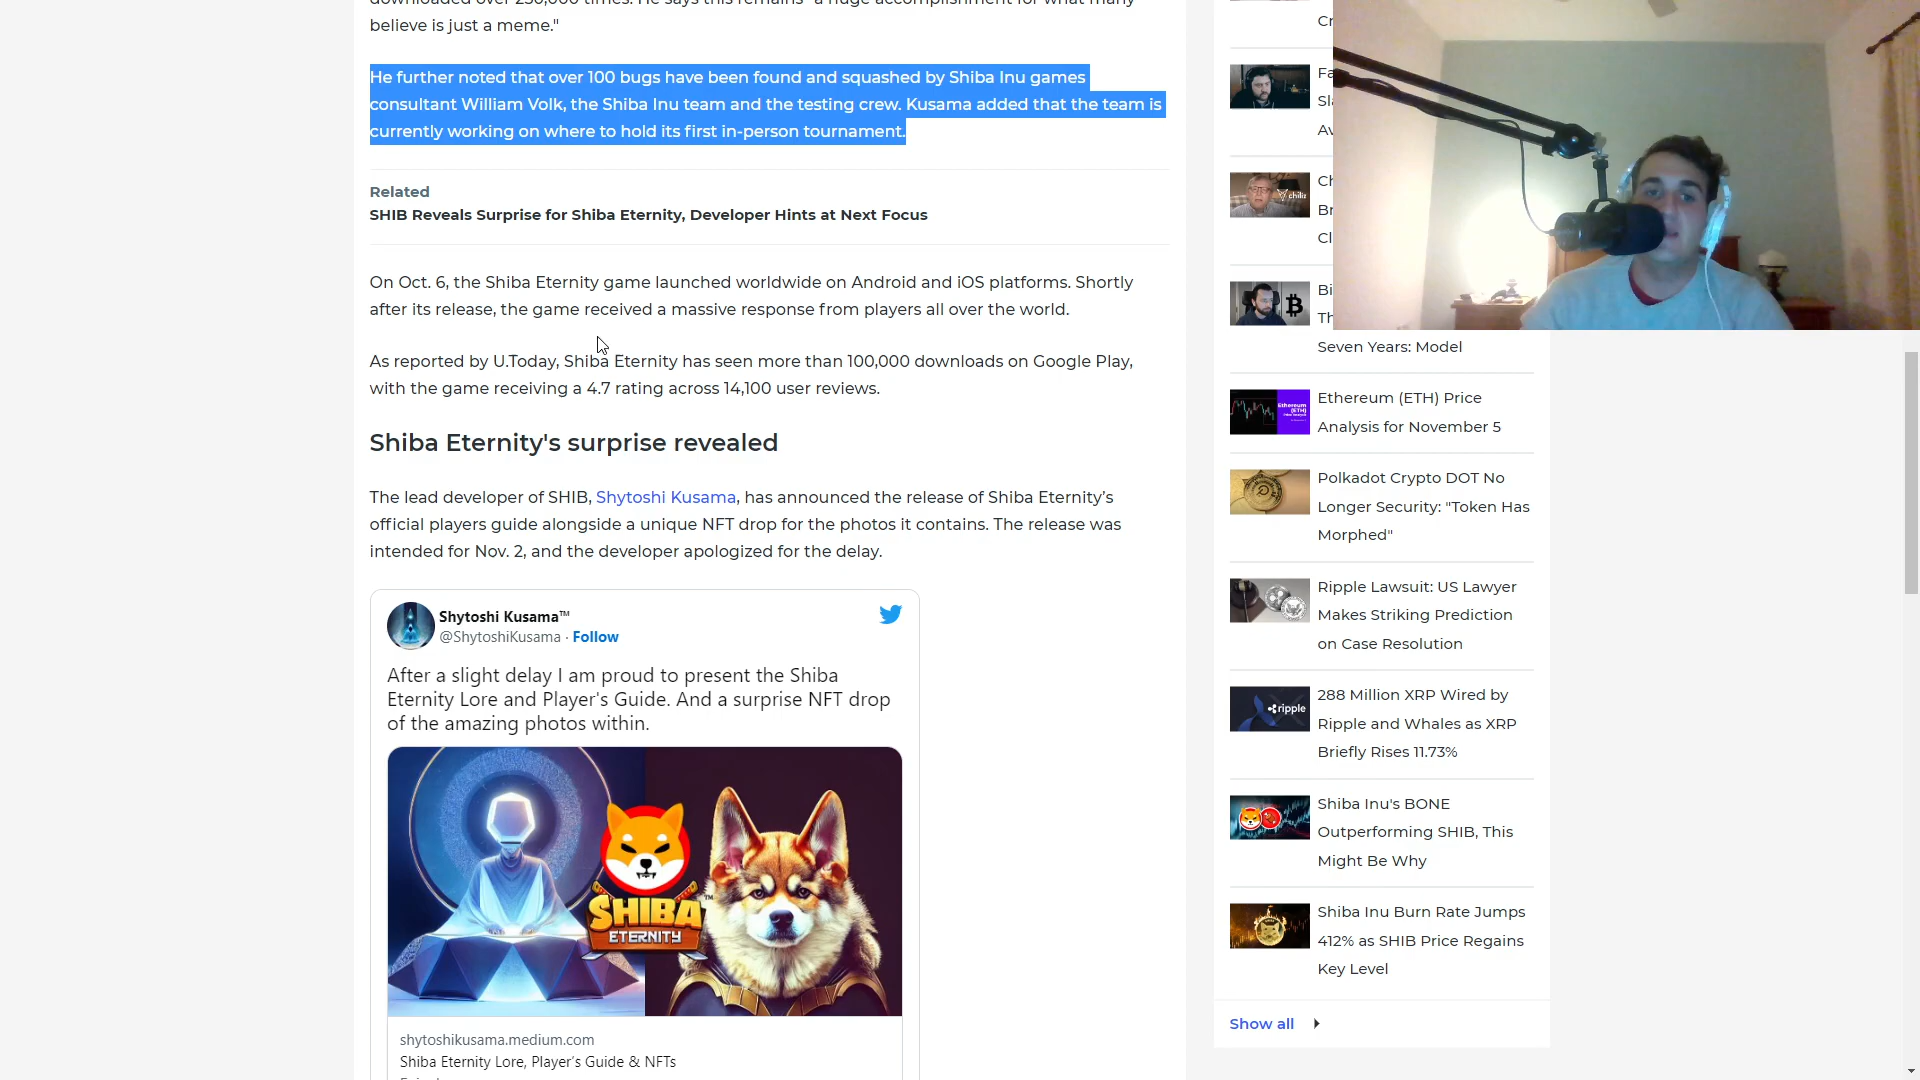 believe is just a meme."
He further noted that over 100 bugs have been found and squashed by Shiba Inu games
consultant William Volk, the Shiba Inu team and the testing crew. Kusama added that the team is
currently working on where to hold its first in-person tournament.
Related
SHIB Reveals Surprise for Shiba Eternity, Developer Hints at Next Focus
On Oct. 6, the Shiba Eternity game launched worldwide on Android and iOS platforms. Shortly
after its release, the game received a massive response from players all over the world.
As reported by U.Today, Shiba Eternity has seen more than 100,000 downloads on Google Play,
with the game receiving a 4.7 rating across 14,100 user reviews.
Shiba Eternity's surprise revealed
The lead developer of SHIB, Shytoshi Kusama, has announced the release of Shiba Eternity’s
official players guide alongside a unique NFT drop for the photos it contains. The release was
intended for Nov. 2, and the developer apologized for the delay.
Shytoshi Kusama™
@ShytoshiKusama · Follow
After a slight delay I am proud to present the Shiba
Eternity Lore and Player's Guide. And a surprise NFT drop
of the amazing photos within.
SHIBA™
ETERNITY
shytoshikusama.medium.com
Shiba Eternity Lore, Player’s Guide & NFTs
chiliz
Seven Years: Model
Ethereum
(ETH)
Ethereum (ETH) Price
Analysis for November 5
Polkadot Crypto DOT No
Longer Security: "Token Has
Morphed"
Ripple Lawsuit: US Lawyer
Makes Striking Prediction
on Case Resolution
ripple
288 Million XRP Wired by
Ripple and Whales as XRP
Briefly Rises 11.73%
Shiba Inu's BONE
Outperforming SHIB, This
Might Be Why
Shiba Inu Burn Rate Jumps
412% as SHIB Price Regains
Key Level
Show all